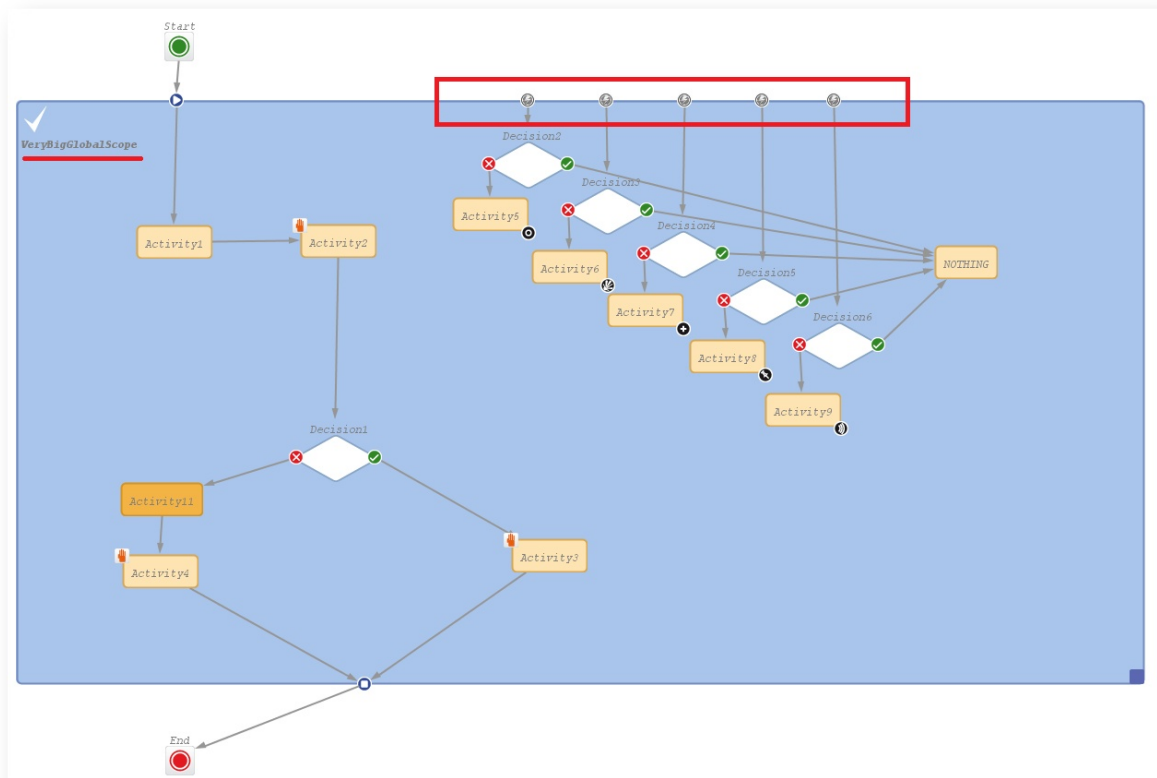 Start
VeryBigGlobalScope
Decision2
Decision3
Activity5
Decision4
Activity1
Activity2
Activity6
NOTHING
Decision5
Activity7
Decision6
Activity8
Activity9
Decision1
Activity11
Activity3
Activity4
End